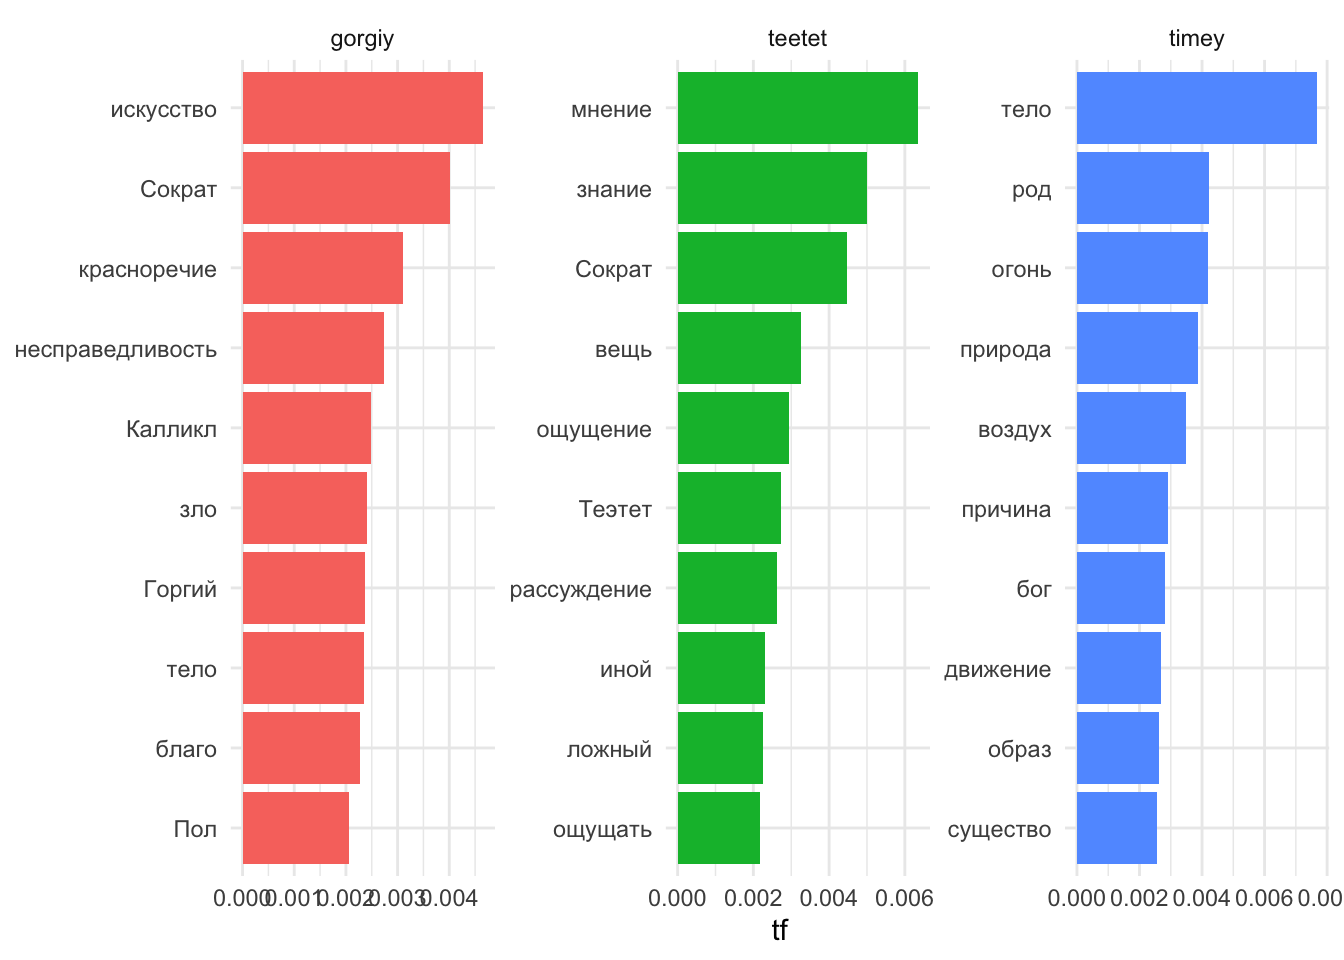 gorgiy
искусство
Сократ
красноречие
несправедливость
Калликл
зло
Горгий
тело
благо
Пол
0.000 0.001 0.002 0.003 0.004
teetet
мнение
знание
Сократ
вещь
ощущение
Теэтет
рассуждение
иной
ложный
ощущать
0.000 0.002 0.004 0.006
timey
тело
род
огонь
природа
воздух
причина
бог
движение
образ
существо
0.000 0.002 0.004 0.006 0.00
tf